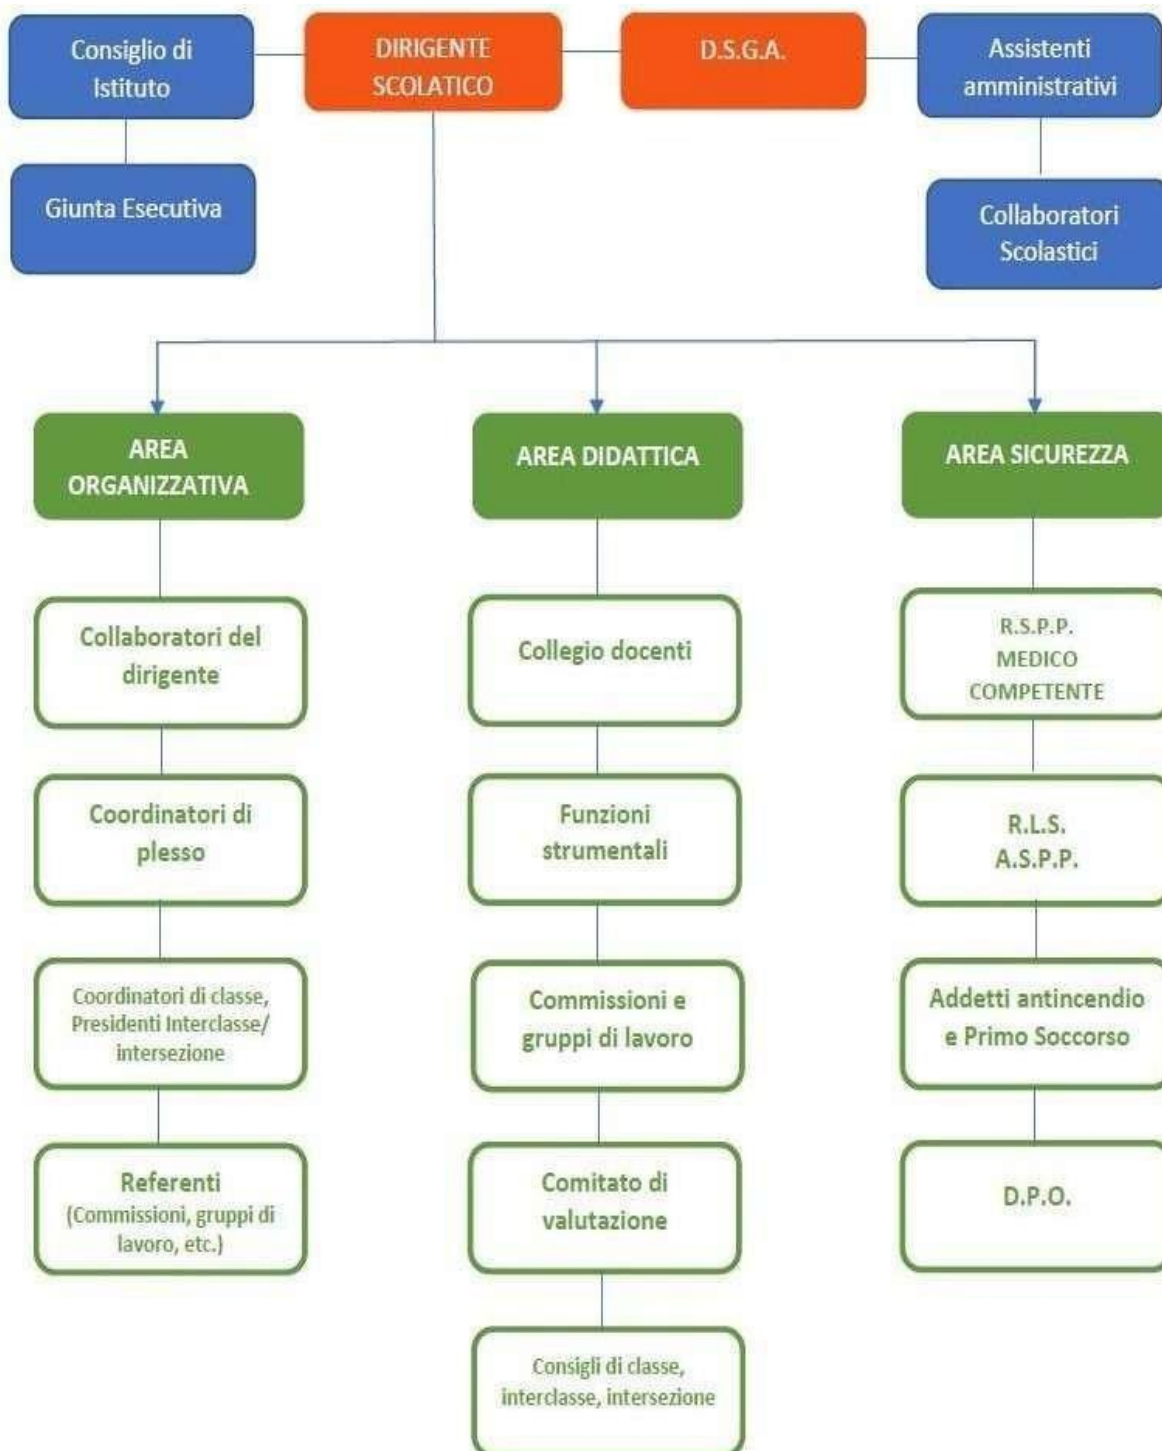 Consiglio di
Istituto
DIRIGENTE
SCOLATICO
D.S.G.A.
Assistenti
amministrativi
Giunta Esecutiva
Collaboratori
Scolastici
AREA
ORGANIZZATIVA
AREA DIDATTICA
AREA SICUREZZA
Collaboratori del
dirigente
Collegio docenti
R.S.P.P.
MEDICO
COMPETENTE
Coordinatori di
plesso
Funzioni
strumentali
R.L.S.
A.S.P.P.
Coordinatori di classe,
Presidenti Interclasse/
intersezione
Commissioni e
gruppi di lavoro
Addetti antincendio
e Primo Soccorso
Referenti
(Commissioni, gruppi di
lavoro, etc.)
Comitato di
valutazione
D.P.O.
Consigli di classe,
interclasse, intersezione